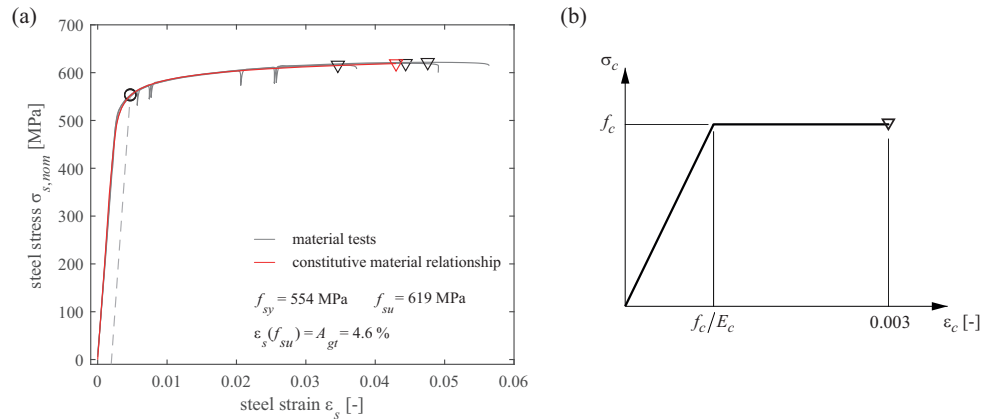 (a)
700
600
500
400
300
200
100
0
steel stress σs,nom [MPa]
material tests
constitutive material relationship
fsy = 554 MPa fsu = 619 MPa
εs(fsu) = Agt = 4.6 %
0 0.01 0.02 0.03 0.04 0.05 0.06
steel strain εs [-]
(b)
σc
fc
fc/Ec 0.003 εc [-]